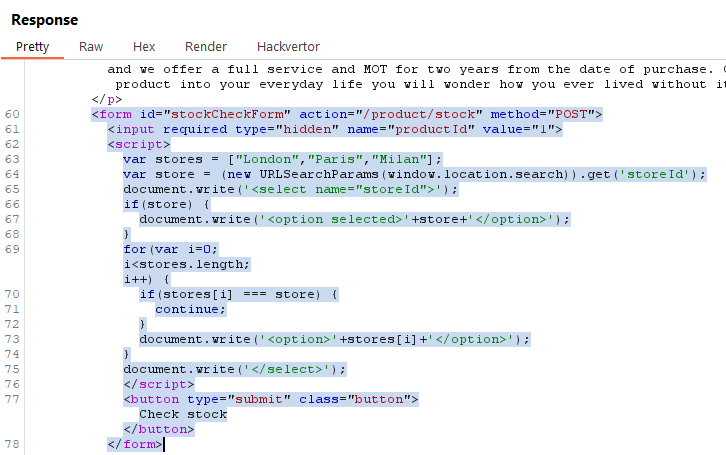 Response
Pretty Raw Hex Render Hackvertor
and we offer a full service and MOT for two years from the date of purchase.
product into your everyday life you will wonder how you ever lived without it
</p>
60 <form id="stockCheckForm" action="/product/stock" method="POST">
61 <input required type="hidden" name="productId" value="1">
62 <script>
63 var stores = ["London","Paris","Milan"];
64 var store = (new URLSearchParams(window.location.search)).get('storeId');
65 document.write('<select name="storeId">');
66 if(store) {
67 document.write('<option selected>'+store+'</option>');
68 }
69 for(var i=0;
i<stores.length;
i++) {
70 if(stores[i] === store) {
71 continue;
72 }
73 document.write('<option>'+stores[i]+'</option>');
74 }
75 document.write('</select>');
76 </script>
77 <button type="submit" class="button">
Check stock
</button>
78 </form>